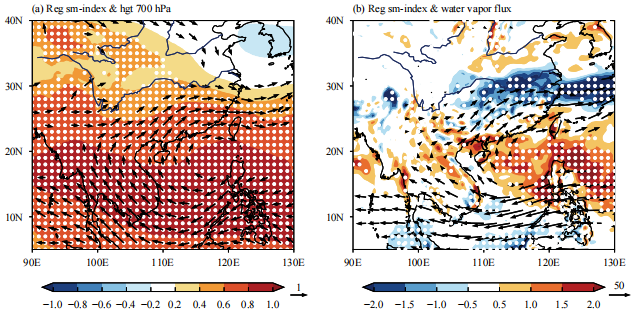 (a) Reg sm-index & hgt 700 hPa
(b) Reg sm-index & water vapor flux
40N
30N
20N
10N
90E 100E 110E 120E 130E
40N
30N
20N
10N
90E 100E 110E 120E 130E
−1.0 −0.8 −0.6 −0.4 −0.2 0.2 0.4 0.6 0.8 1.0
1
−2.0 −1.5 −1.0 −0.5 0.5 1.0 1.5 2.0
50